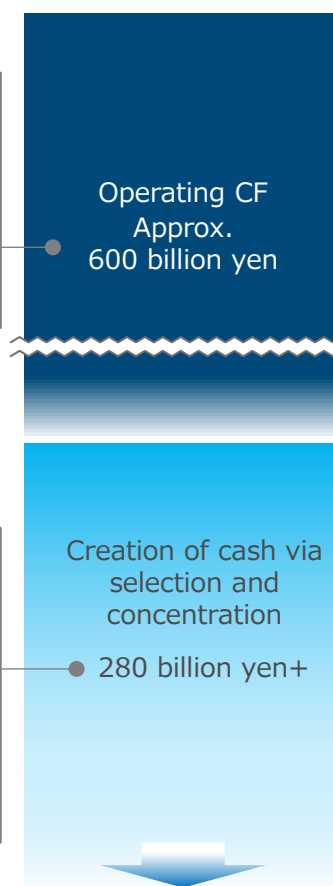 Operating CF
Approx.
600 billion yen
Creation of cash via
selection and
concentration
280 billion yen+